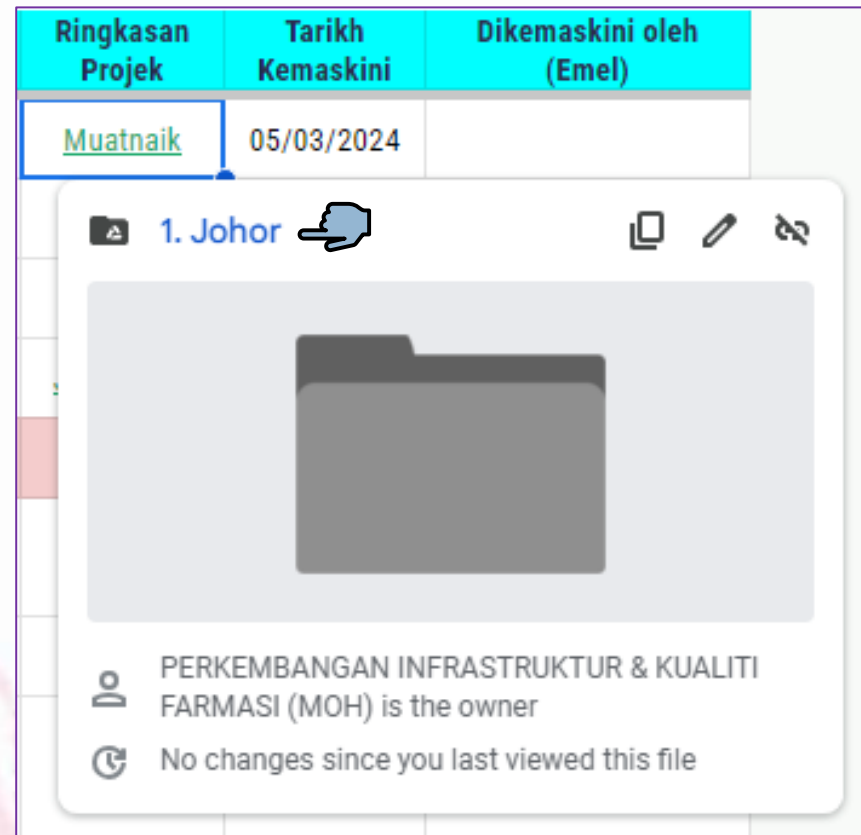 Ringkasan Projek
Tarikh Kemaskini
Dikemaskini oleh (Emel)
Muatnaik
05/03/2024
1. Johor
PERKEMBANGAN INFRASTRUKTUR & KUALITI
FARMASI (MOH) is the owner
No changes since you last viewed this file